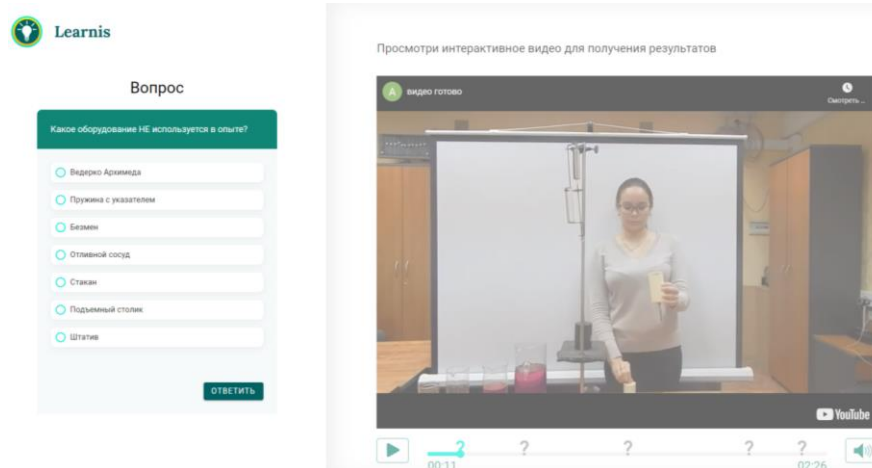 Learnis
Вопрос
Какое оборудование НЕ используется в опыте?
Ведерко Архимеда
Пружина с указателем
Безмен
Отливной сосуд
Стакан
Подъемный столик
Штатив
ОТВЕТИТЬ
Просмотри интерактивное видео для получения результатов
А видео готово
Смотреть ...
YouTube
? ? ? ? ?
00:11 02:26